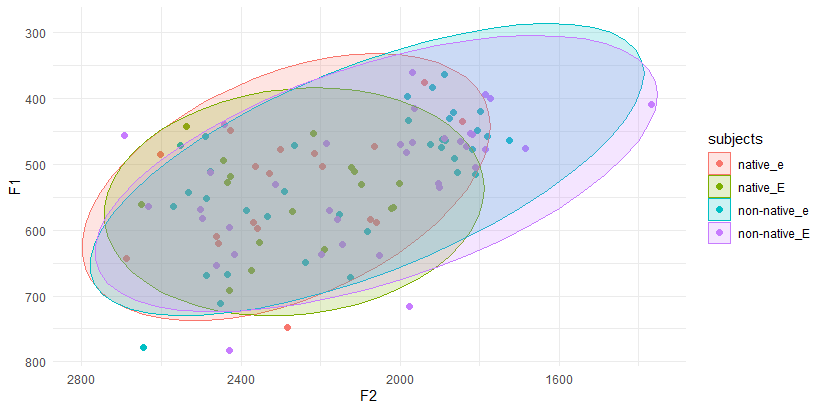 300
400
500
600
700
800
F1
2800
2400
2000
1600
F2
subjects
native_e
native_E
non-native_e
non-native_E